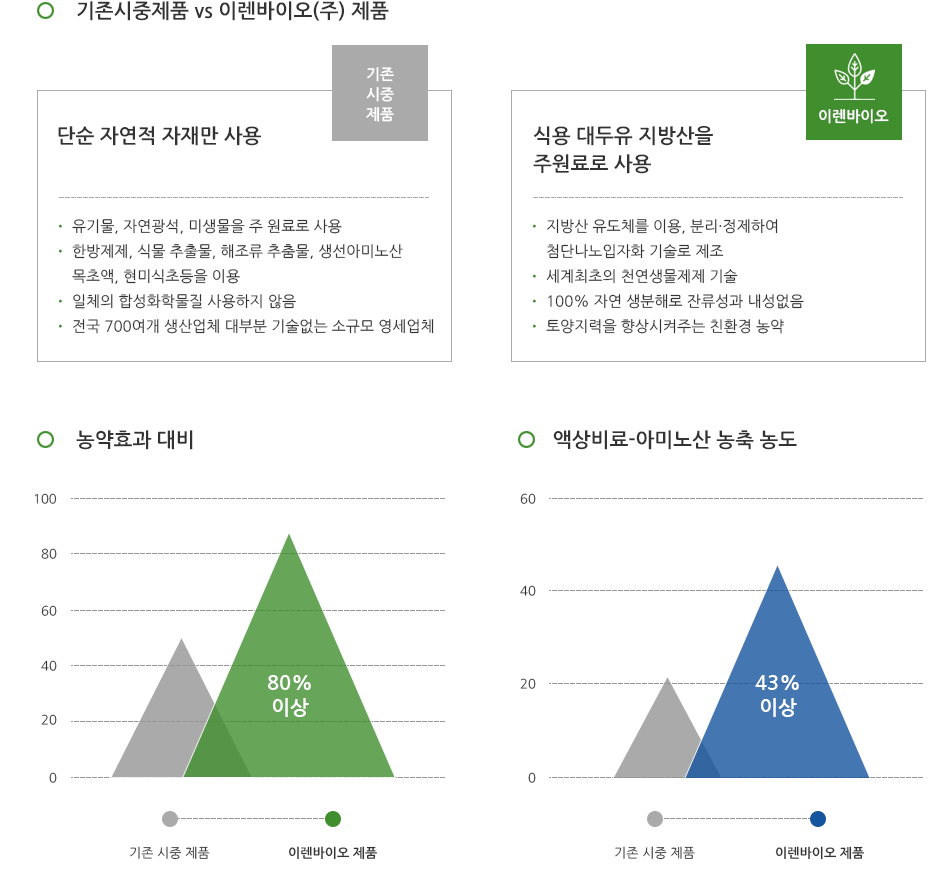 기존시중제품 vs 이렌바이오(주) 제품
기존
시중
제품
단순 자연적 자재만 사용
• 유기물, 자연광석, 미생물을 주 원료로 사용
• 한방제제, 식물 추출물, 해조류 추춤물, 생선아미노산
목초액, 현미식초등을 이용
• 일체의 합성화학물질 사용하지 않음
• 전국 700여개 생산업체 대부분 기술없는 소규모 영세업체
이렌바이오
식용 대두유 지방산을
주원료로 사용
• 지방산 유도체를 이용, 분리·정제하여
첨단나노입자화 기술로 제조
• 세계최초의 천연생물제제 기술
• 100% 자연 생분해로 잔류성과 내성없음
• 토양지력을 향상시켜주는 친환경 농약
농약효과 대비
100
80
60
40
20
0
80%
이상
기존 시중 제품
이렌바이오 제품
액상비료-아미노산 농축 농도
60
40
20
0
43%
이상
기존 시중 제품
이렌바이오 제품